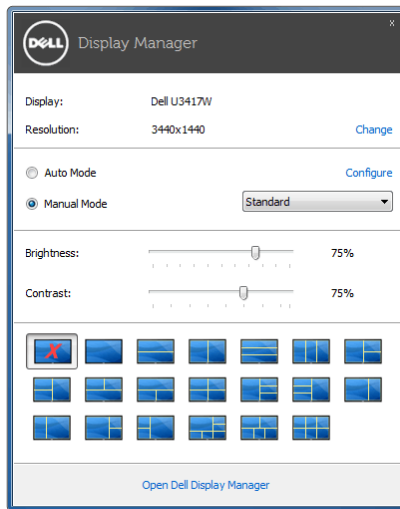 x
DELL Display Manager
Display: Dell U3417W
Resolution: 3440x1440 Change
Auto Mode Configure
Manual Mode Standard
Brightness: 75%
Contrast: 75%
X
Open Dell Display Manager